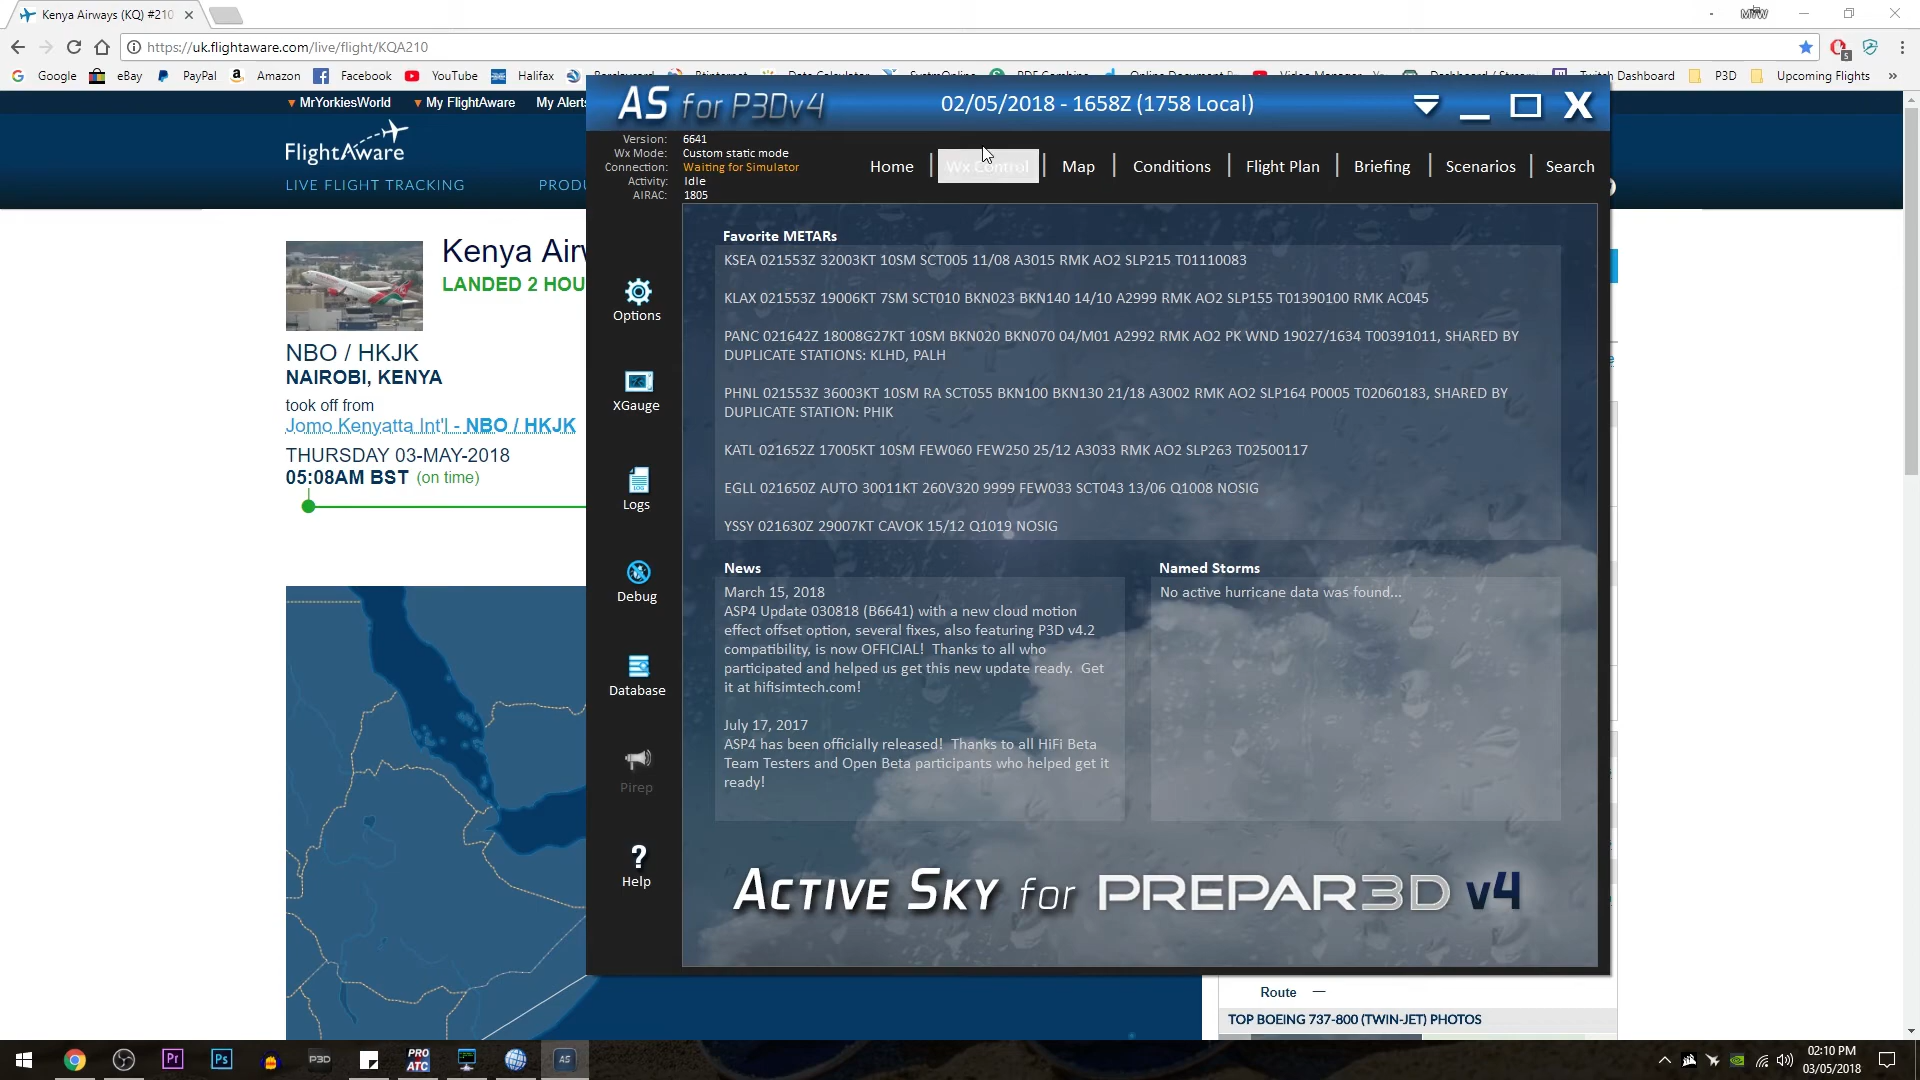 Kenya Airways (KQ) #210
https://uk.flightaware.com/live/flight/KQA210
Google eBay PayPal Amazon Facebook YouTube Halifax Twitch Dashboard P3D Upcoming Flights »
MrYorkiesWorld My FlightAware My Alerts
FlightAware
LIVE FLIGHT TRACKING
Kenya Airw
LANDED 2 HOU
NBO / HKJK
NAIROBI, KENYA
took off from
Jomo Kenyatta Int'l - NBO / HKJK
THURSDAY 03-MAY-2018
05:08AM BST (on time)
AS for P3Dv4
02/05/2018 - 1658Z (1758 Local)
Version: 6641
Wx Mode: Custom static mode
Connection: Waiting for Simulator
Activity: Idle
AIRAC: 1805
Home | Wx Control | Map | Conditions | Flight Plan | Briefing | Scenarios | Search
Options
XGauge
Logs
Debug
Database
Pirep
Help
Favorite METARs
KSEA 021553Z 32003KT 10SM SCT005 11/08 A3015 RMK AO2 SLP215 T01110083
KLAX 021553Z 19006KT 7SM SCT010 BKN023 BKN140 14/10 A2999 RMK AO2 SLP155 T01390100 RMK AC045
PANC 021642Z 18008G27KT 10SM BKN020 BKN070 04/M01 A2992 RMK AO2 PK WND 19027/1634 T00391011, SHARED BY
DUPLICATE STATIONS: KLHD, PALH
PHNL 021553Z 36003KT 10SM RA SCT055 BKN100 BKN130 21/18 A3002 RMK AO2 SLP164 P0005 T02060183, SHARED BY
DUPLICATE STATION: PHIK
KATL 021652Z 17005KT 10SM FEW060 FEW250 25/12 A3033 RMK AO2 SLP263 T02500117
EGLL 021650Z AUTO 30011KT 260V320 9999 FEW033 SCT043 13/06 Q1008 NOSIG
YSSY 021630Z 29007KT CAVOK 15/12 Q1019 NOSIG
News
March 15, 2018
ASP4 Update 030818 (B6641) with a new cloud motion
effect offset option, several fixes, also featuring P3D v4.2
compatibility, is now OFFICIAL! Thanks to all who
participated and helped us get this new update ready. Get
it at hifisimtech.com!
July 17, 2017
ASP4 has been officially released! Thanks to all HiFi Beta
Team Testers and Open Beta participants who helped get it
ready!
Named Storms
No active hurricane data was found...
ACTIVE SKY for PREPAR3D v4
Route —
TOP BOEING 737-800 (TWIN-JET) PHOTOS
Pr Ps P3D PRO ATC AS
02:10 PM
03/05/2018